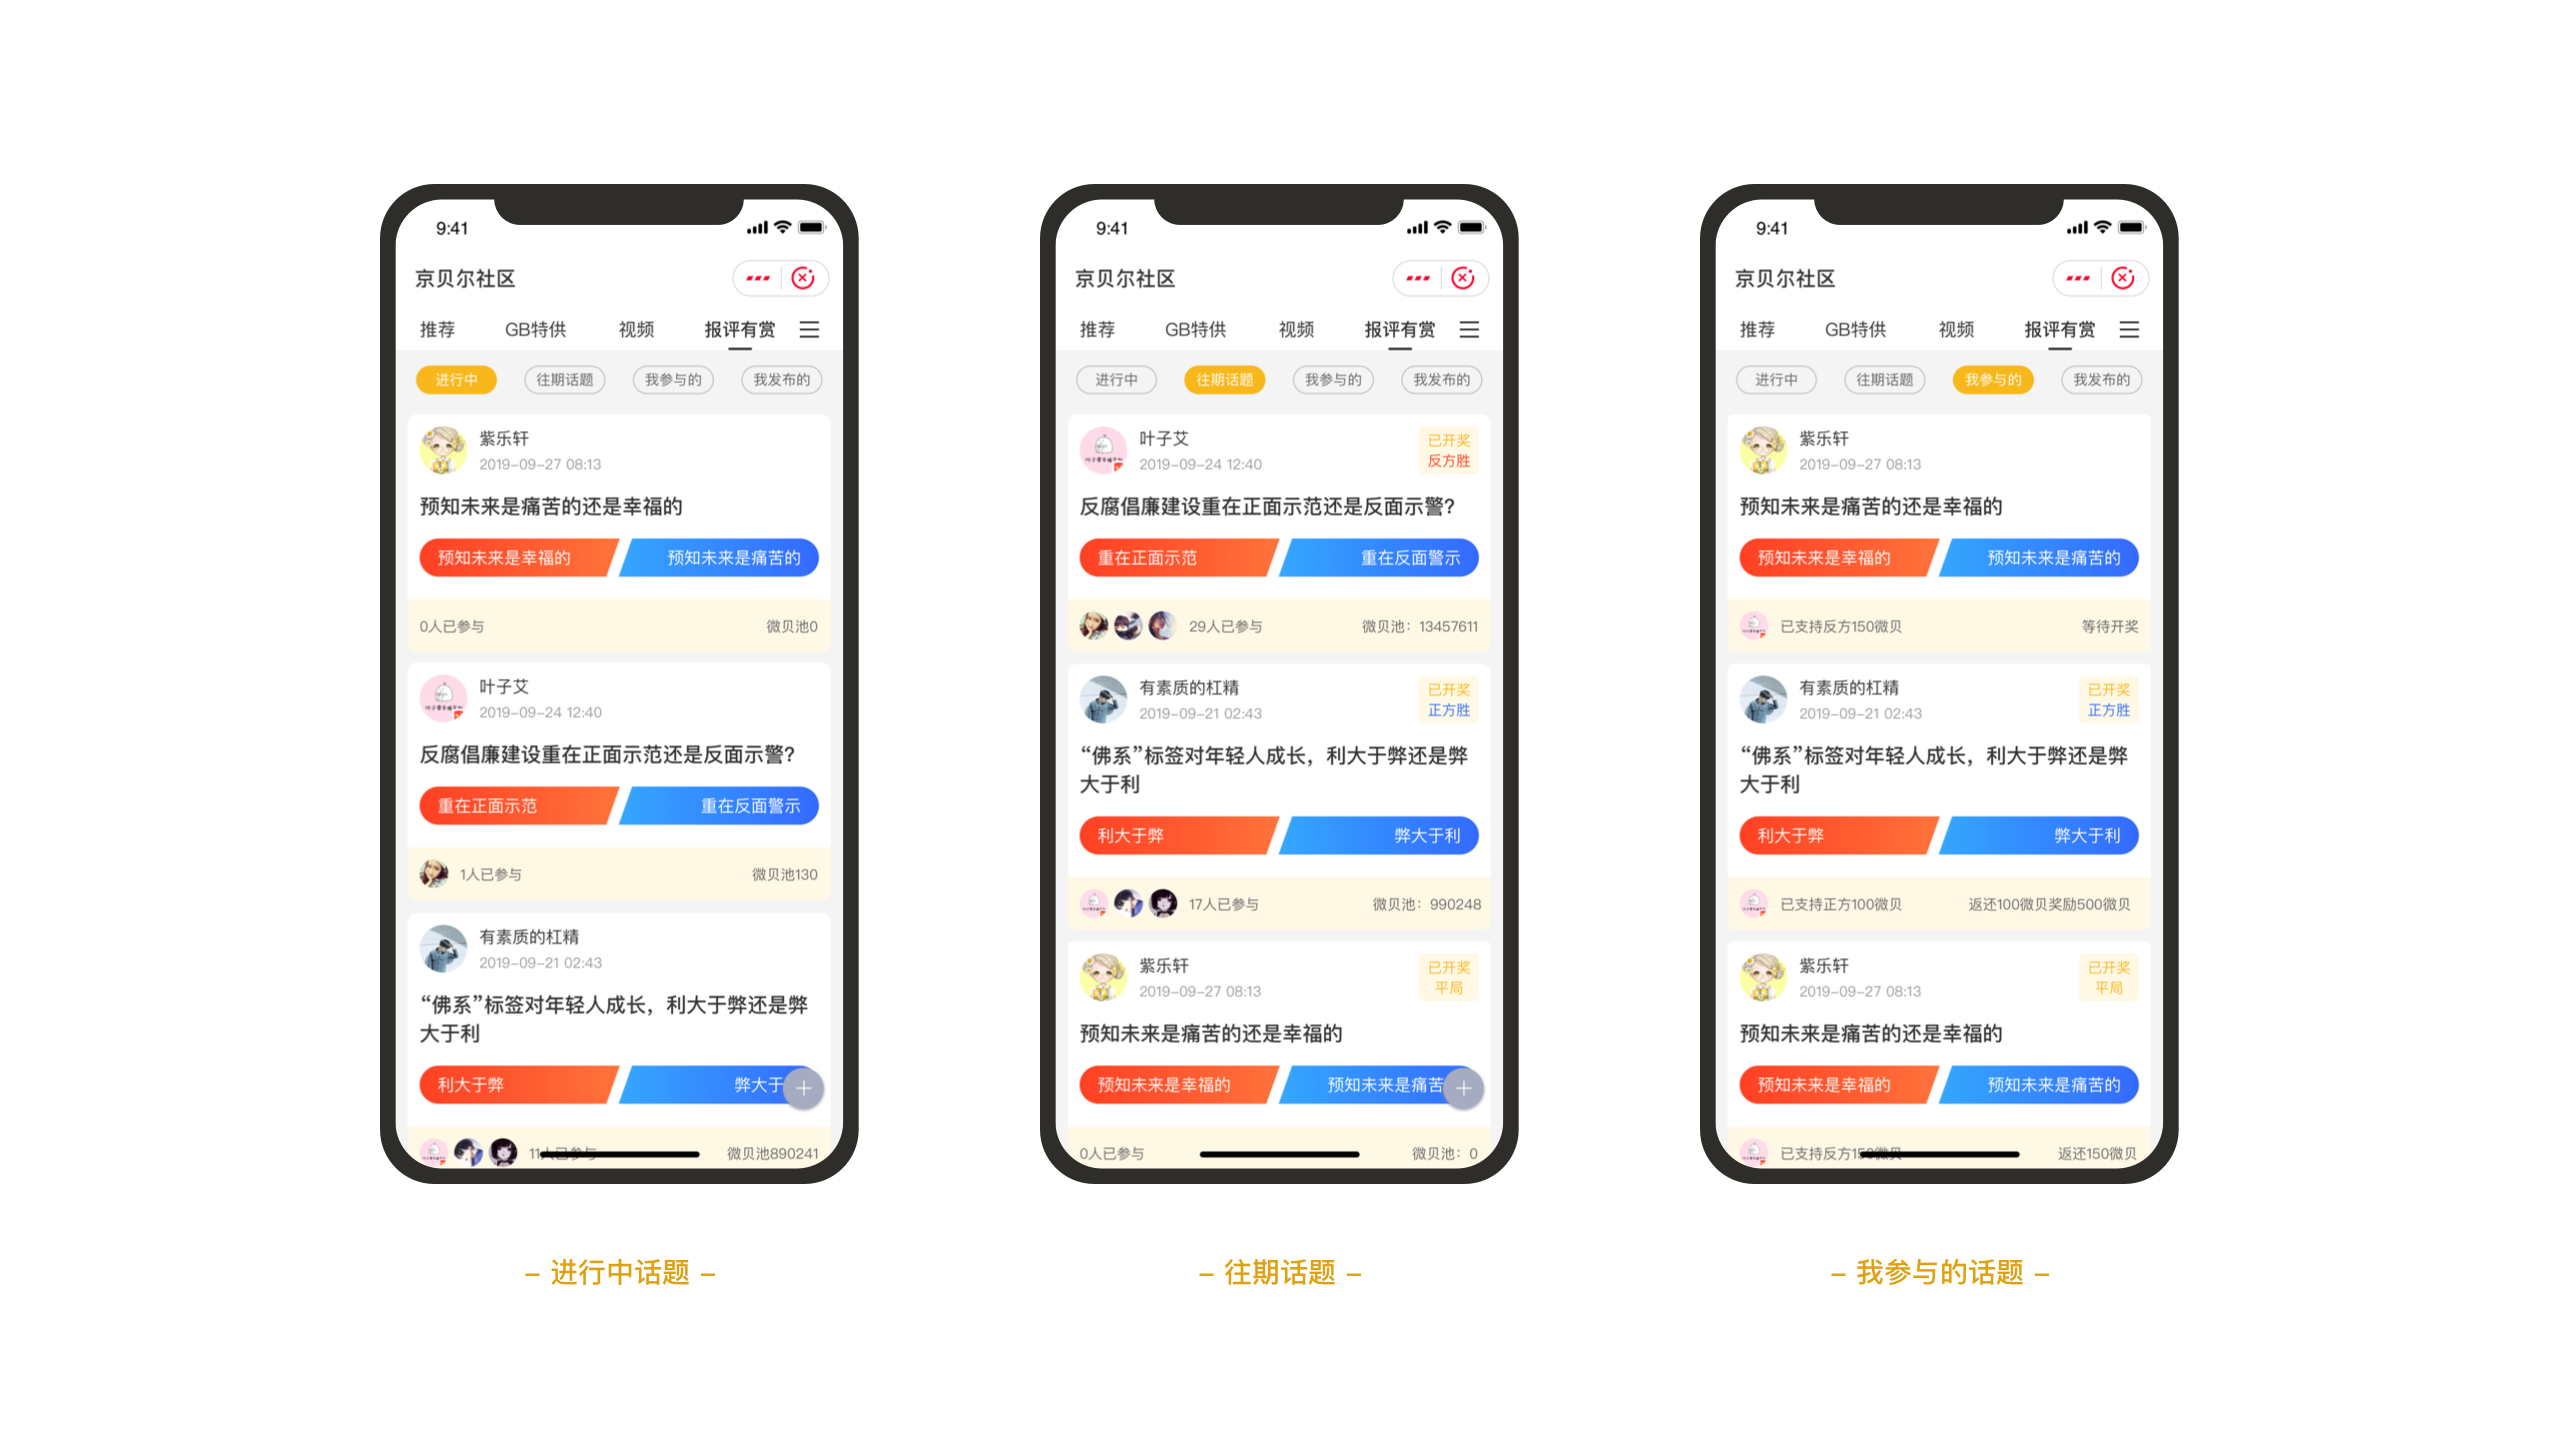 9:41
京贝尔社区
推荐 GB特供 视频 报评有赏
进行中 往期话题 我参与的 我发布的
紫乐轩
2019-09-27 08:13
预知未来是痛苦的还是幸福的
预知未来是幸福的 预知未来是痛苦的
0人已参与 微贝池0
叶子艾
2019-09-24 12:40
反腐倡廉建设重在正面示范还是反面示警?
重在正面示范 重在反面警示
1人已参与 微贝池130
有素质的杠精
2019-09-21 02:43
“佛系”标签对年轻人成长，利大于弊还是弊
大于利
利大于弊 弊大于
11人已参与 微贝池890241
– 进行中话题 –
9:41
京贝尔社区
推荐 GB特供 视频 报评有赏
进行中 往期话题 我参与的 我发布的
叶子艾
2019-09-24 12:40
已开奖
反方胜
反腐倡廉建设重在正面示范还是反面示警?
重在正面示范 重在反面警示
29人已参与 微贝池：13457611
有素质的杠精
2019-09-21 02:43
已开奖
正方胜
“佛系”标签对年轻人成长，利大于弊还是弊
大于利
利大于弊 弊大于利
17人已参与 微贝池：990248
紫乐轩
2019-09-27 08:13
已开奖
平局
预知未来是痛苦的还是幸福的
预知未来是幸福的 预知未来是痛苦
0人已参与 微贝池：0
– 往期话题 –
9:41
京贝尔社区
推荐 GB特供 视频 报评有赏
进行中 往期话题 我参与的 我发布的
紫乐轩
2019-09-27 08:13
预知未来是痛苦的还是幸福的
预知未来是幸福的 预知未来是痛苦的
已支持反方150微贝 等待开奖
有素质的杠精
2019-09-21 02:43
已开奖
正方胜
“佛系”标签对年轻人成长，利大于弊还是弊
大于利
利大于弊 弊大于利
已支持正方100微贝 返还100微贝奖励500微贝
紫乐轩
2019-09-27 08:13
已开奖
平局
预知未来是痛苦的还是幸福的
预知未来是幸福的 预知未来是痛苦的
已支持反方150微贝 返还150微贝
– 我参与的话题 –